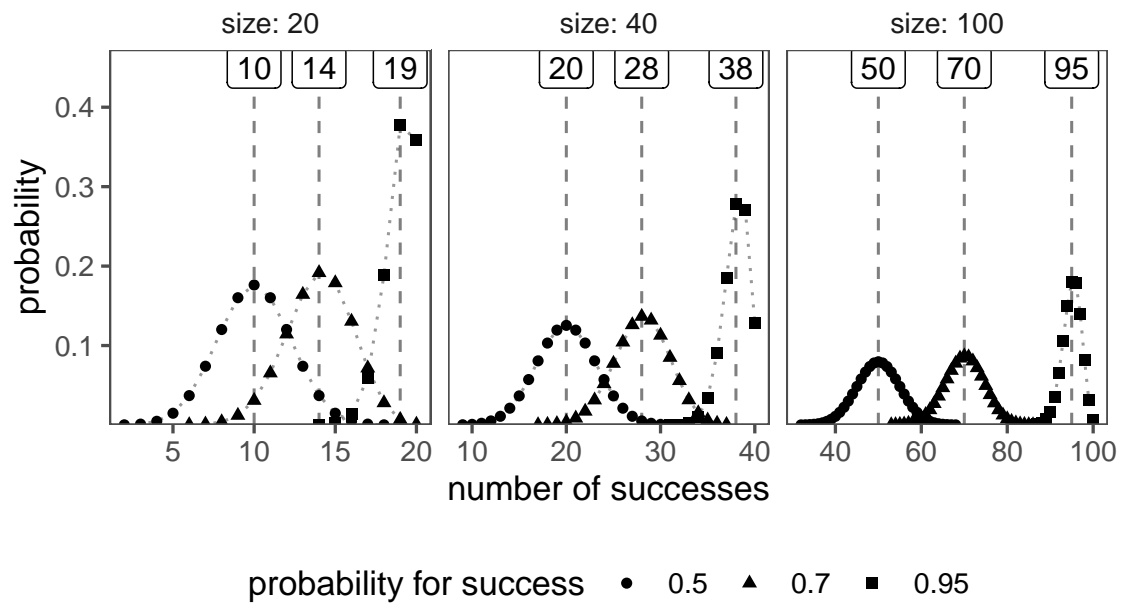 size: 20 size: 40 size: 100
10 14 19 20 28 38 50 70 95
0.4
0.3
0.2
0.1
probability
5 10 15 20 10 20 30 40 40 60 80 100
number of successes
probability for success 0.5 0.7 0.95